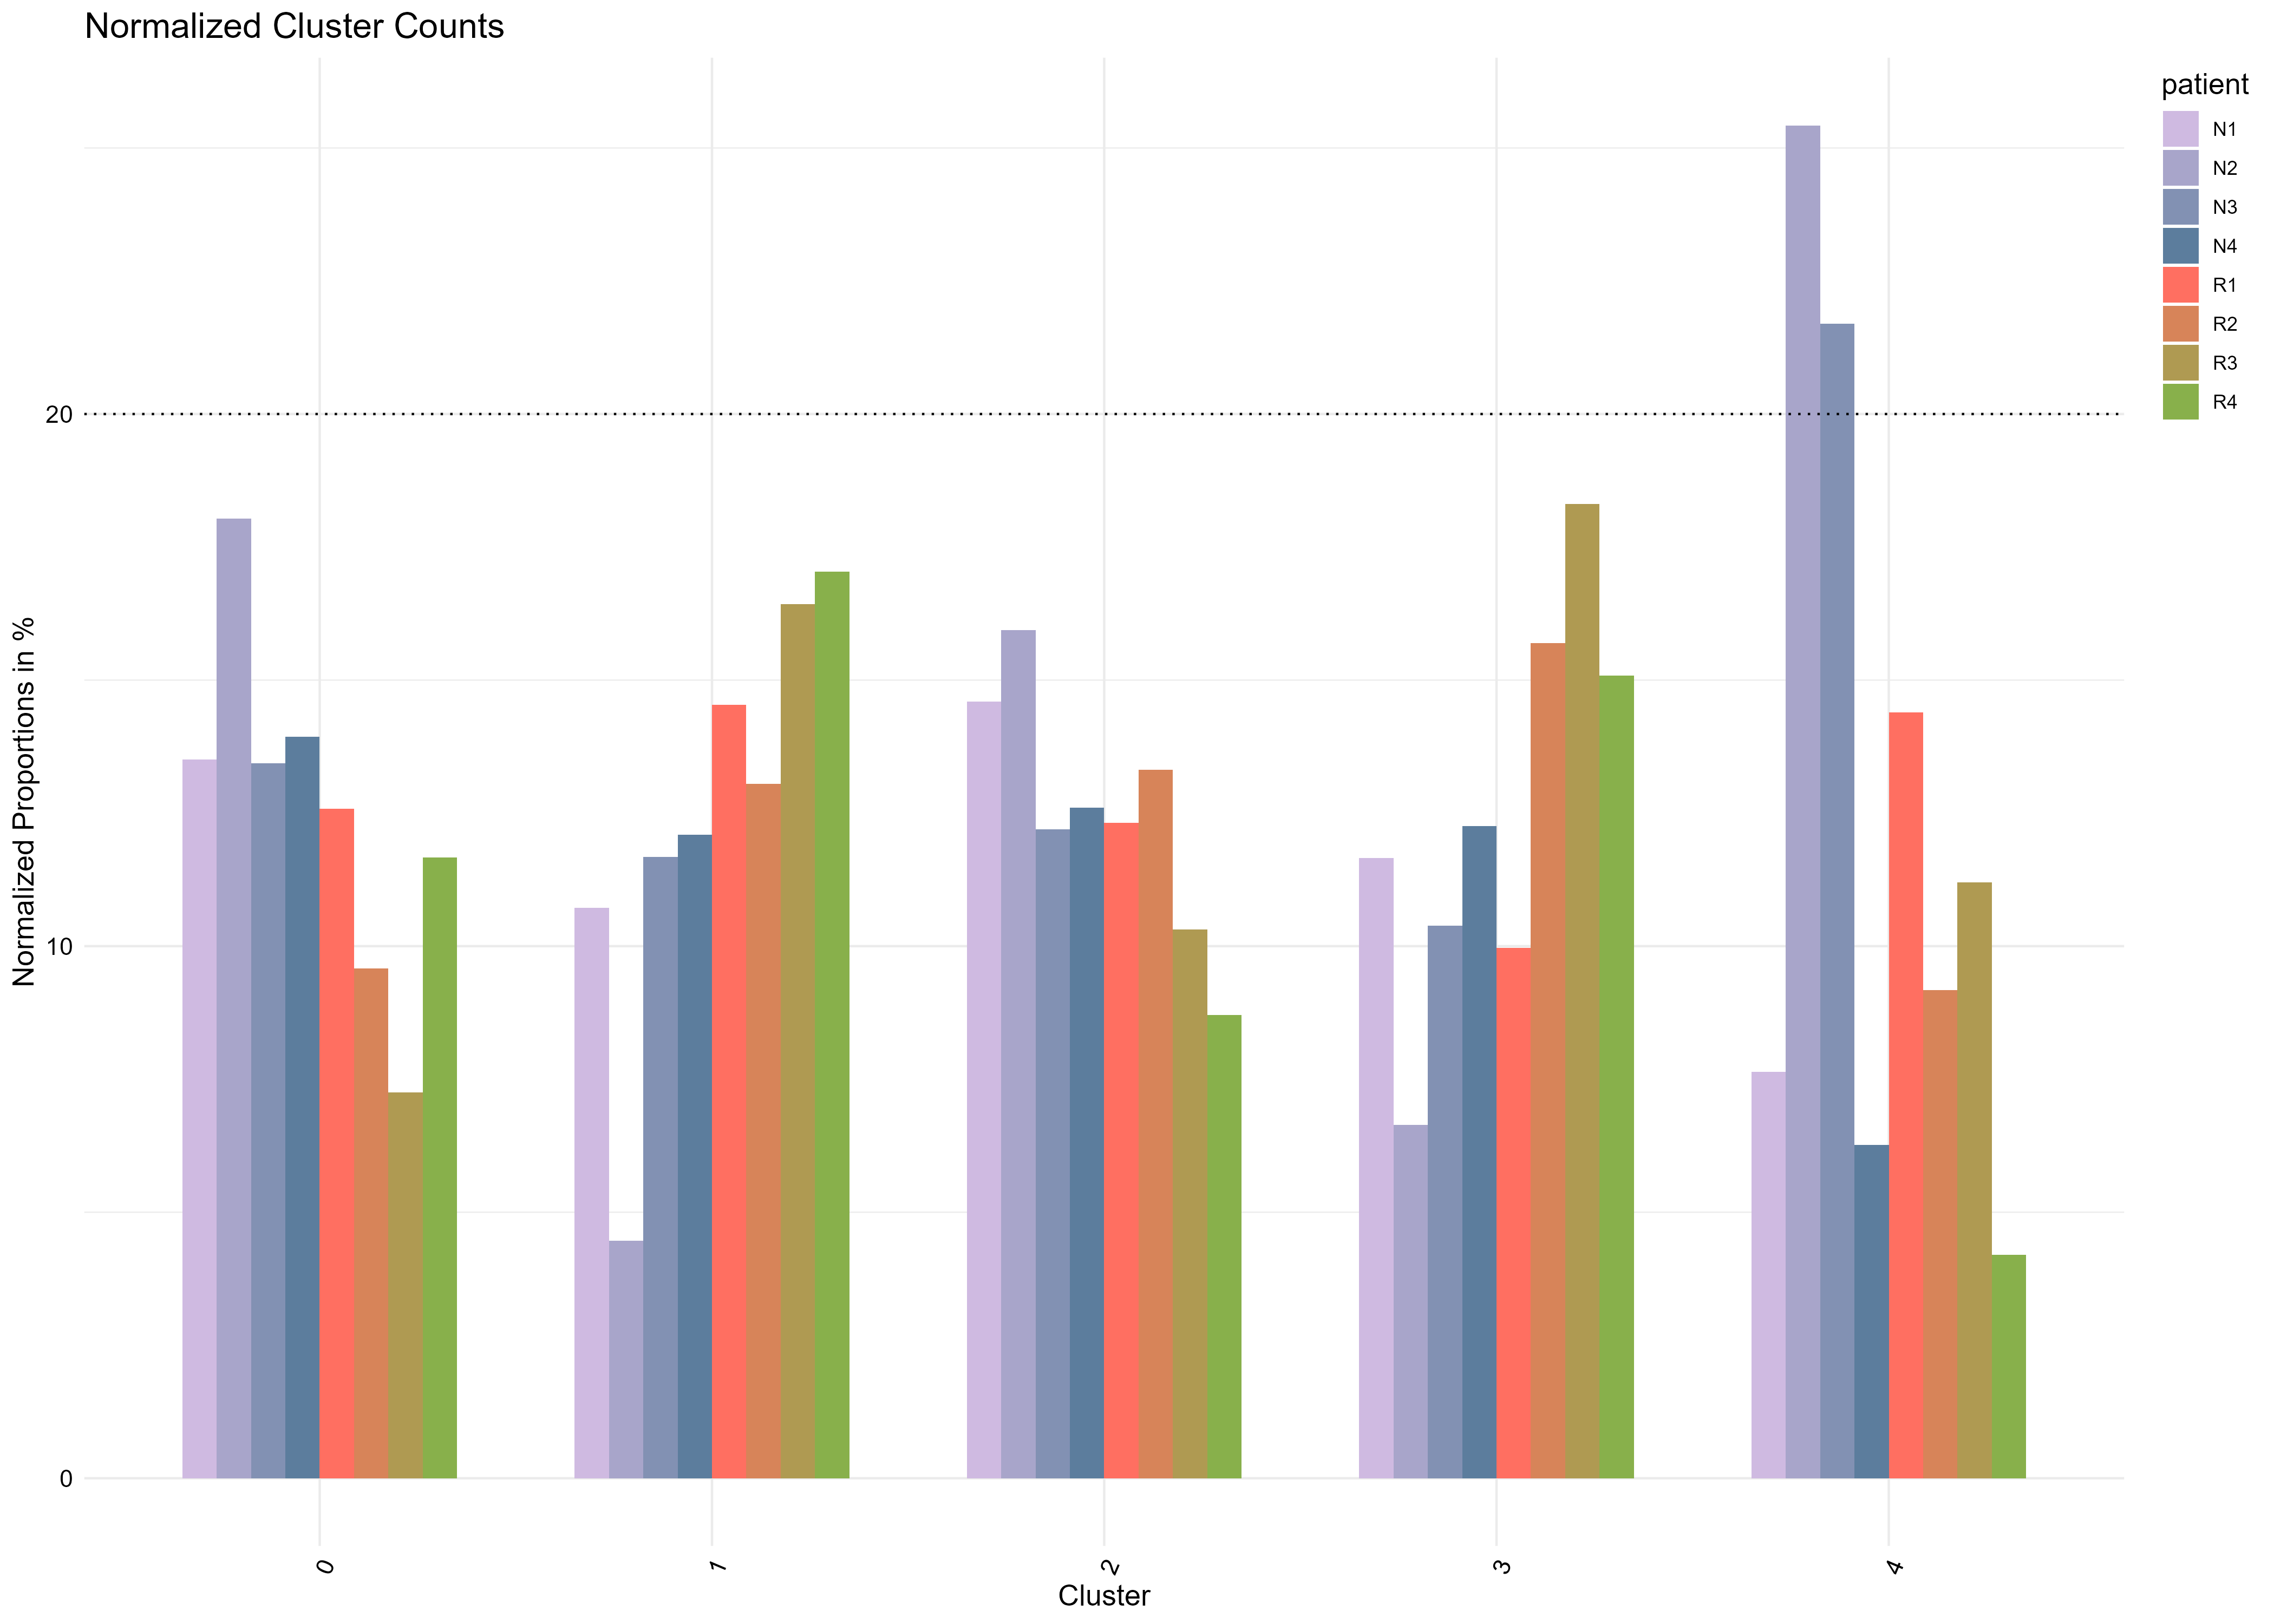 Normalized Cluster Counts
patient
N1
N2
N3
N4
R1
R2
R3
R4
Normalized Proportions in %
20
10
0
0
1
2
3
4
Cluster